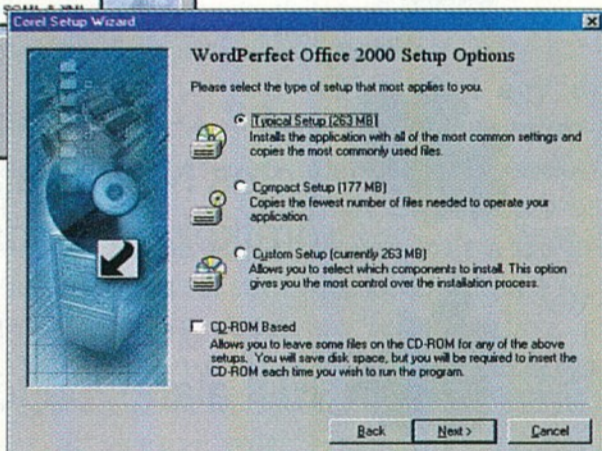 SGML & XML
Corel Setup Wizard
WordPerfect Office 2000 Setup Options
Please select the type of setup that most applies to you.
Typical Setup (263 MB)
Installs the application with all of the most common settings and
copies the most commonly used files.
Compact Setup (177 MB)
Copies the fewest number of files needed to operate your
application.
Custom Setup (currently 263 MB)
Allows you to select which components to install. This option
gives you the most control over the installation process.
CD-ROM Based
Allows you to leave some files on the CD-ROM for any of the above
setups. You will save disk space, but you will be required to insert the
CD-ROM each time you wish to run the program.
Back
Next >
Cancel